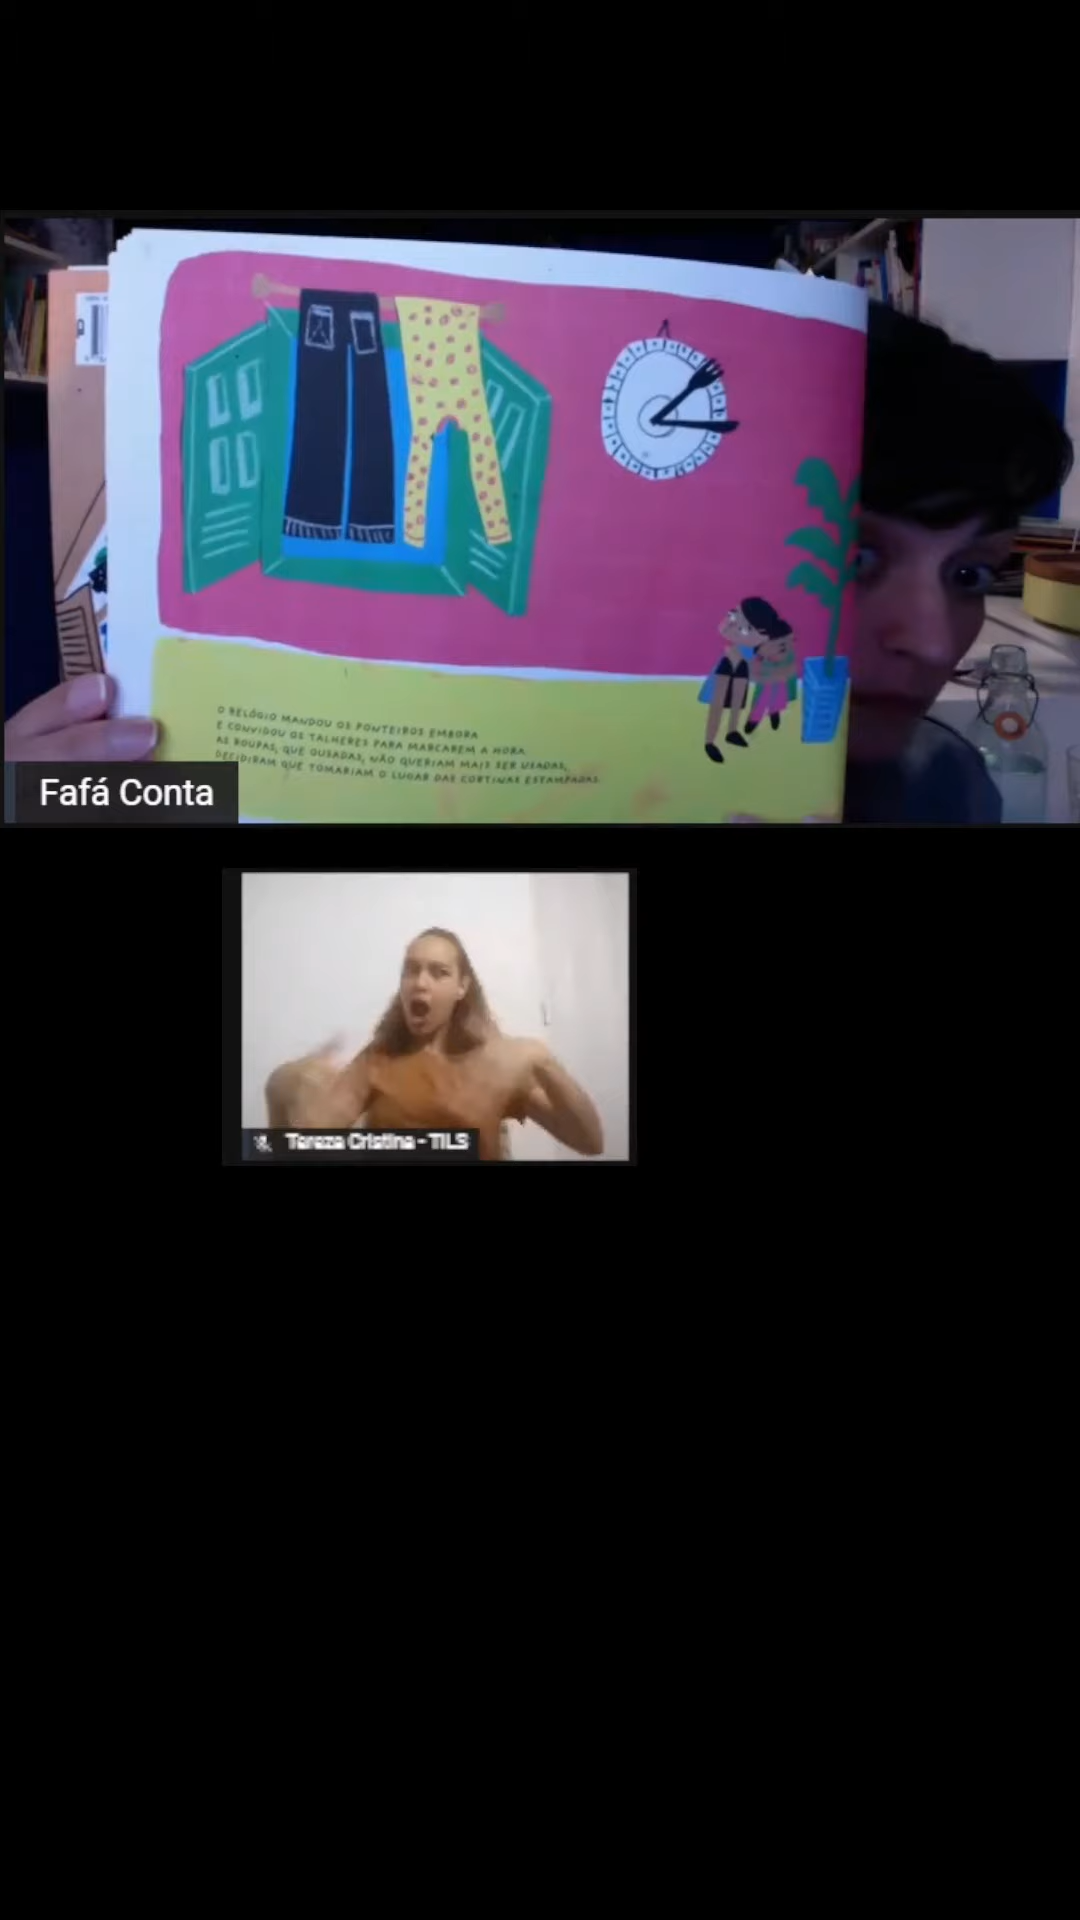 O RELÓGIO MANDOU OS PONTEIROS EMBORA
E CONVIDOU OS TALHERES PARA MARCAREM A HORA
AS ROUPAS, QUE OUSADAS, NÃO QUERIAM MAIS SER USADAS,
DECIDIRAM QUE TOMARIAM O LUGAR DAS CORTINAS ESTAMPADAS.
Fafá Conta
Tereza Cristina - TILS